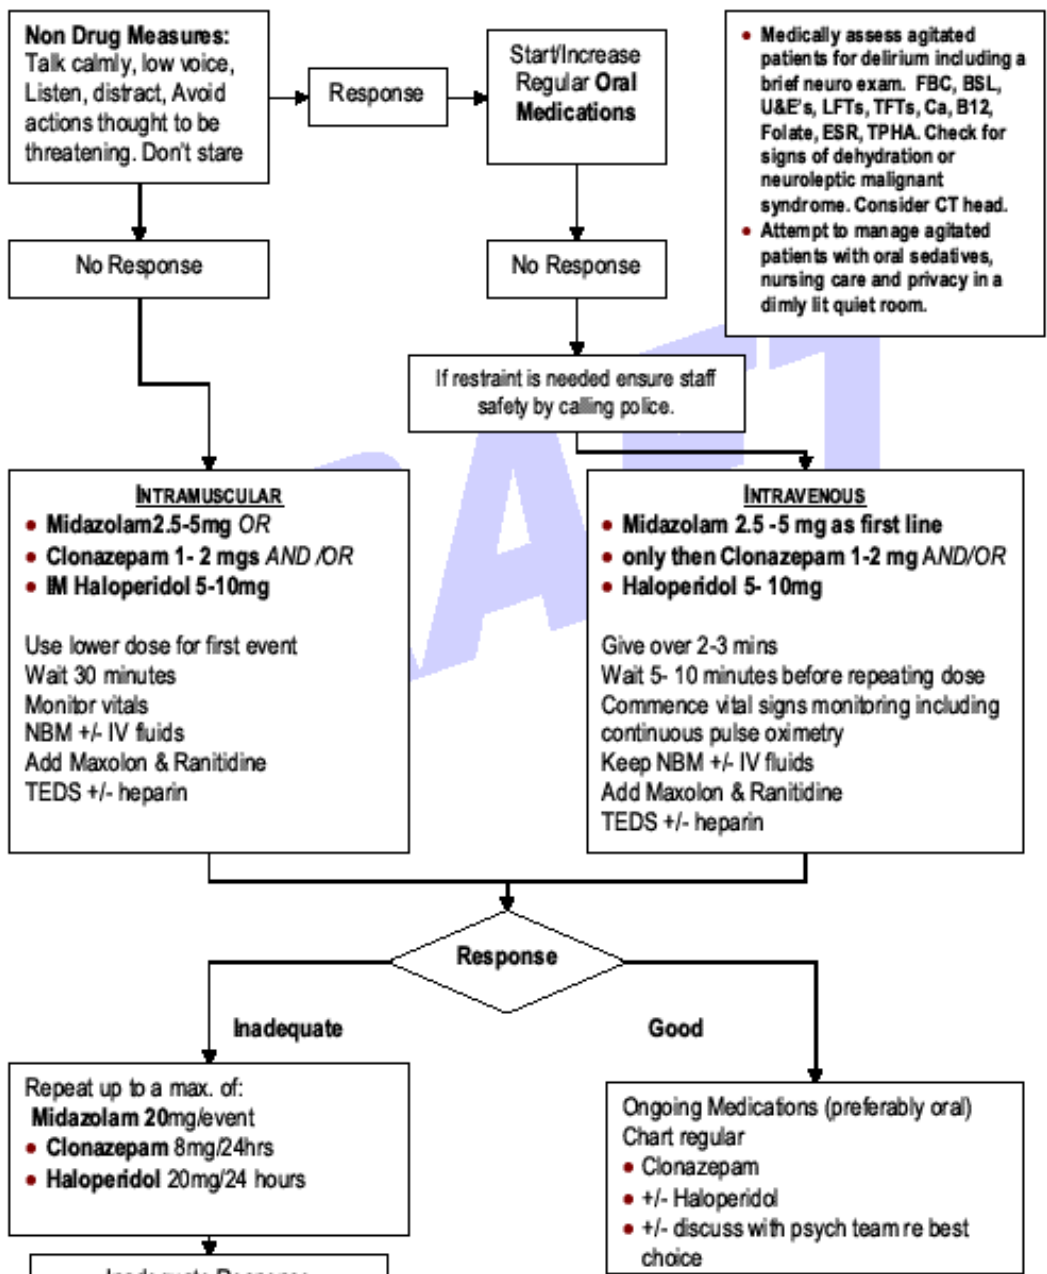 Non Drug Measures:
Talk calmly, low voice,
Listen, distract, Avoid
actions thought to be
threatening. Don't stare
Response
Start/Increase
Regular Oral
Medications
• Medically assess agitated
patients for delirium including a
brief neuro exam. FBC, BSL,
U&E's, LFTs, TFTs, Ca, B12,
Folate, ESR, TPHA. Check for
signs of dehydration or
neuroleptic malignant
syndrome. Consider CT head.
• Attempt to manage agitated
patients with oral sedatives,
nursing care and privacy in a
dimly lit quiet room.
No Response
No Response
If restraint is needed ensure staff
safety by calling police.
INTRAMUSCULAR
• Midazolam2.5-5mg OR
• Clonazepam 1- 2 mgs AND /OR
• IM Haloperidol 5-10mg
Use lower dose for first event
Wait 30 minutes
Monitor vitals
NBM +/- IV fluids
Add Maxolon & Ranitidine
TEDS +/- heparin
INTRAVENOUS
• Midazolam 2.5 -5 mg as first line
• only then Clonazepam 1-2 mg AND/OR
• Haloperidol 5- 10mg
Give over 2-3 mins
Wait 5- 10 minutes before repeating dose
Commence vital signs monitoring including
continuous pulse oximetry
Keep NBM +/- IV fluids
Add Maxolon & Ranitidine
TEDS +/- heparin
Response
Inadequate
Good
Repeat up to a max. of:
Midazolam 20mg/event
• Clonazepam 8mg/24hrs
• Haloperidol 20mg/24 hours
Ongoing Medications (preferably oral)
Chart regular
• Clonazepam
• +/- Haloperidol
• +/- discuss with psych team re best
choice